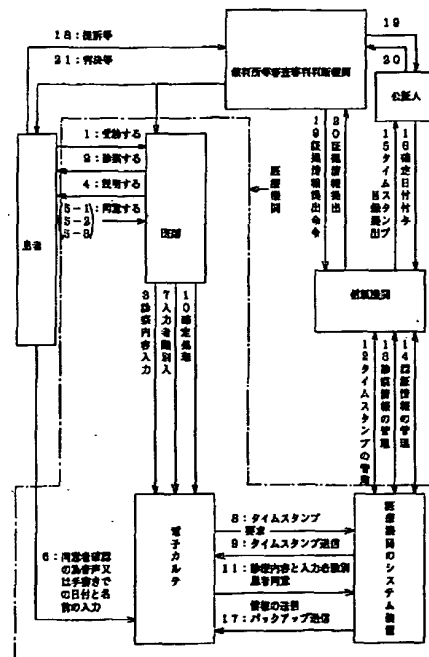 18：提訴等
21：判決等
裁判所等審査審判判断機関
19
20
公証人
1：受診する
2：診察する
4：説明する
5-1
5-2
5-3
：同意する
患者
医師
医療機関
19証拠情報提出命令
20証拠情報提出
15タイムスタンプ
目録提出
16確定日付付与
信頼機関
3診察内容入力
7入力者識別入
10確定処理
12タイムスタンプの管理
13診療情報の管理
14認証情報の管理
6：同意者確認
の為音声又
は手書きで
の日付と名
前の入力
電子カルテ
8：タイムスタンプ
要求
9：タイムスタンプ送信
11：診療内容と入力者識別
患者同意
情報の送信
17：バックアップ送信
医療機関のシステム装置